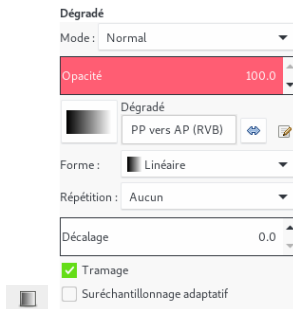 Dégradé
Mode : Normal
Opacité 100.0
Dégradé
PP vers AP (RVB)
Forme : Linéaire
Répétition : Aucun
Décalage 0.0
Tramage
Suréchantillonnage adaptatif